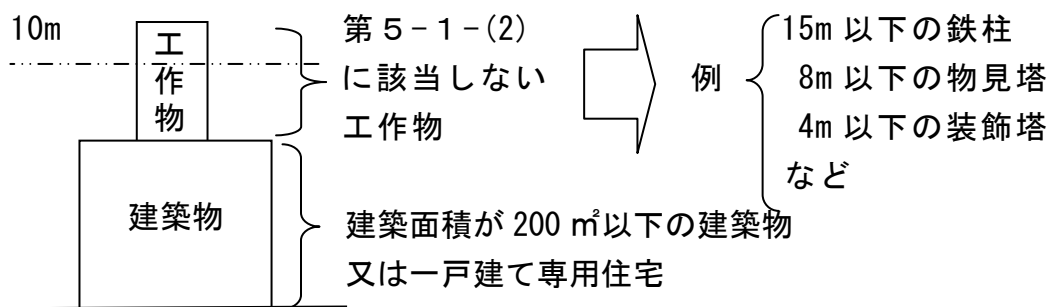 10m
工作物
第５−１−(2)
に該当しない
工作物
例
15m 以下の鉄柱
8m 以下の物見塔
4m 以下の装飾塔
など
建築物
建築面積が 200 ㎡以下の建築物
又は一戸建て専用住宅